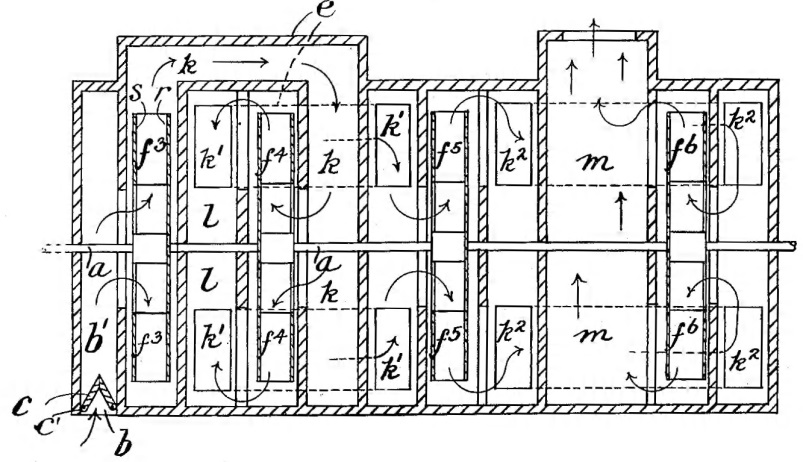 e
k
s r
f³ k' f⁴ k k' f⁵ k² m f⁶ k²
l
a a
l k
b' f³ k' f⁴ k' f⁵ k² m f⁶ k²
c
c'
b